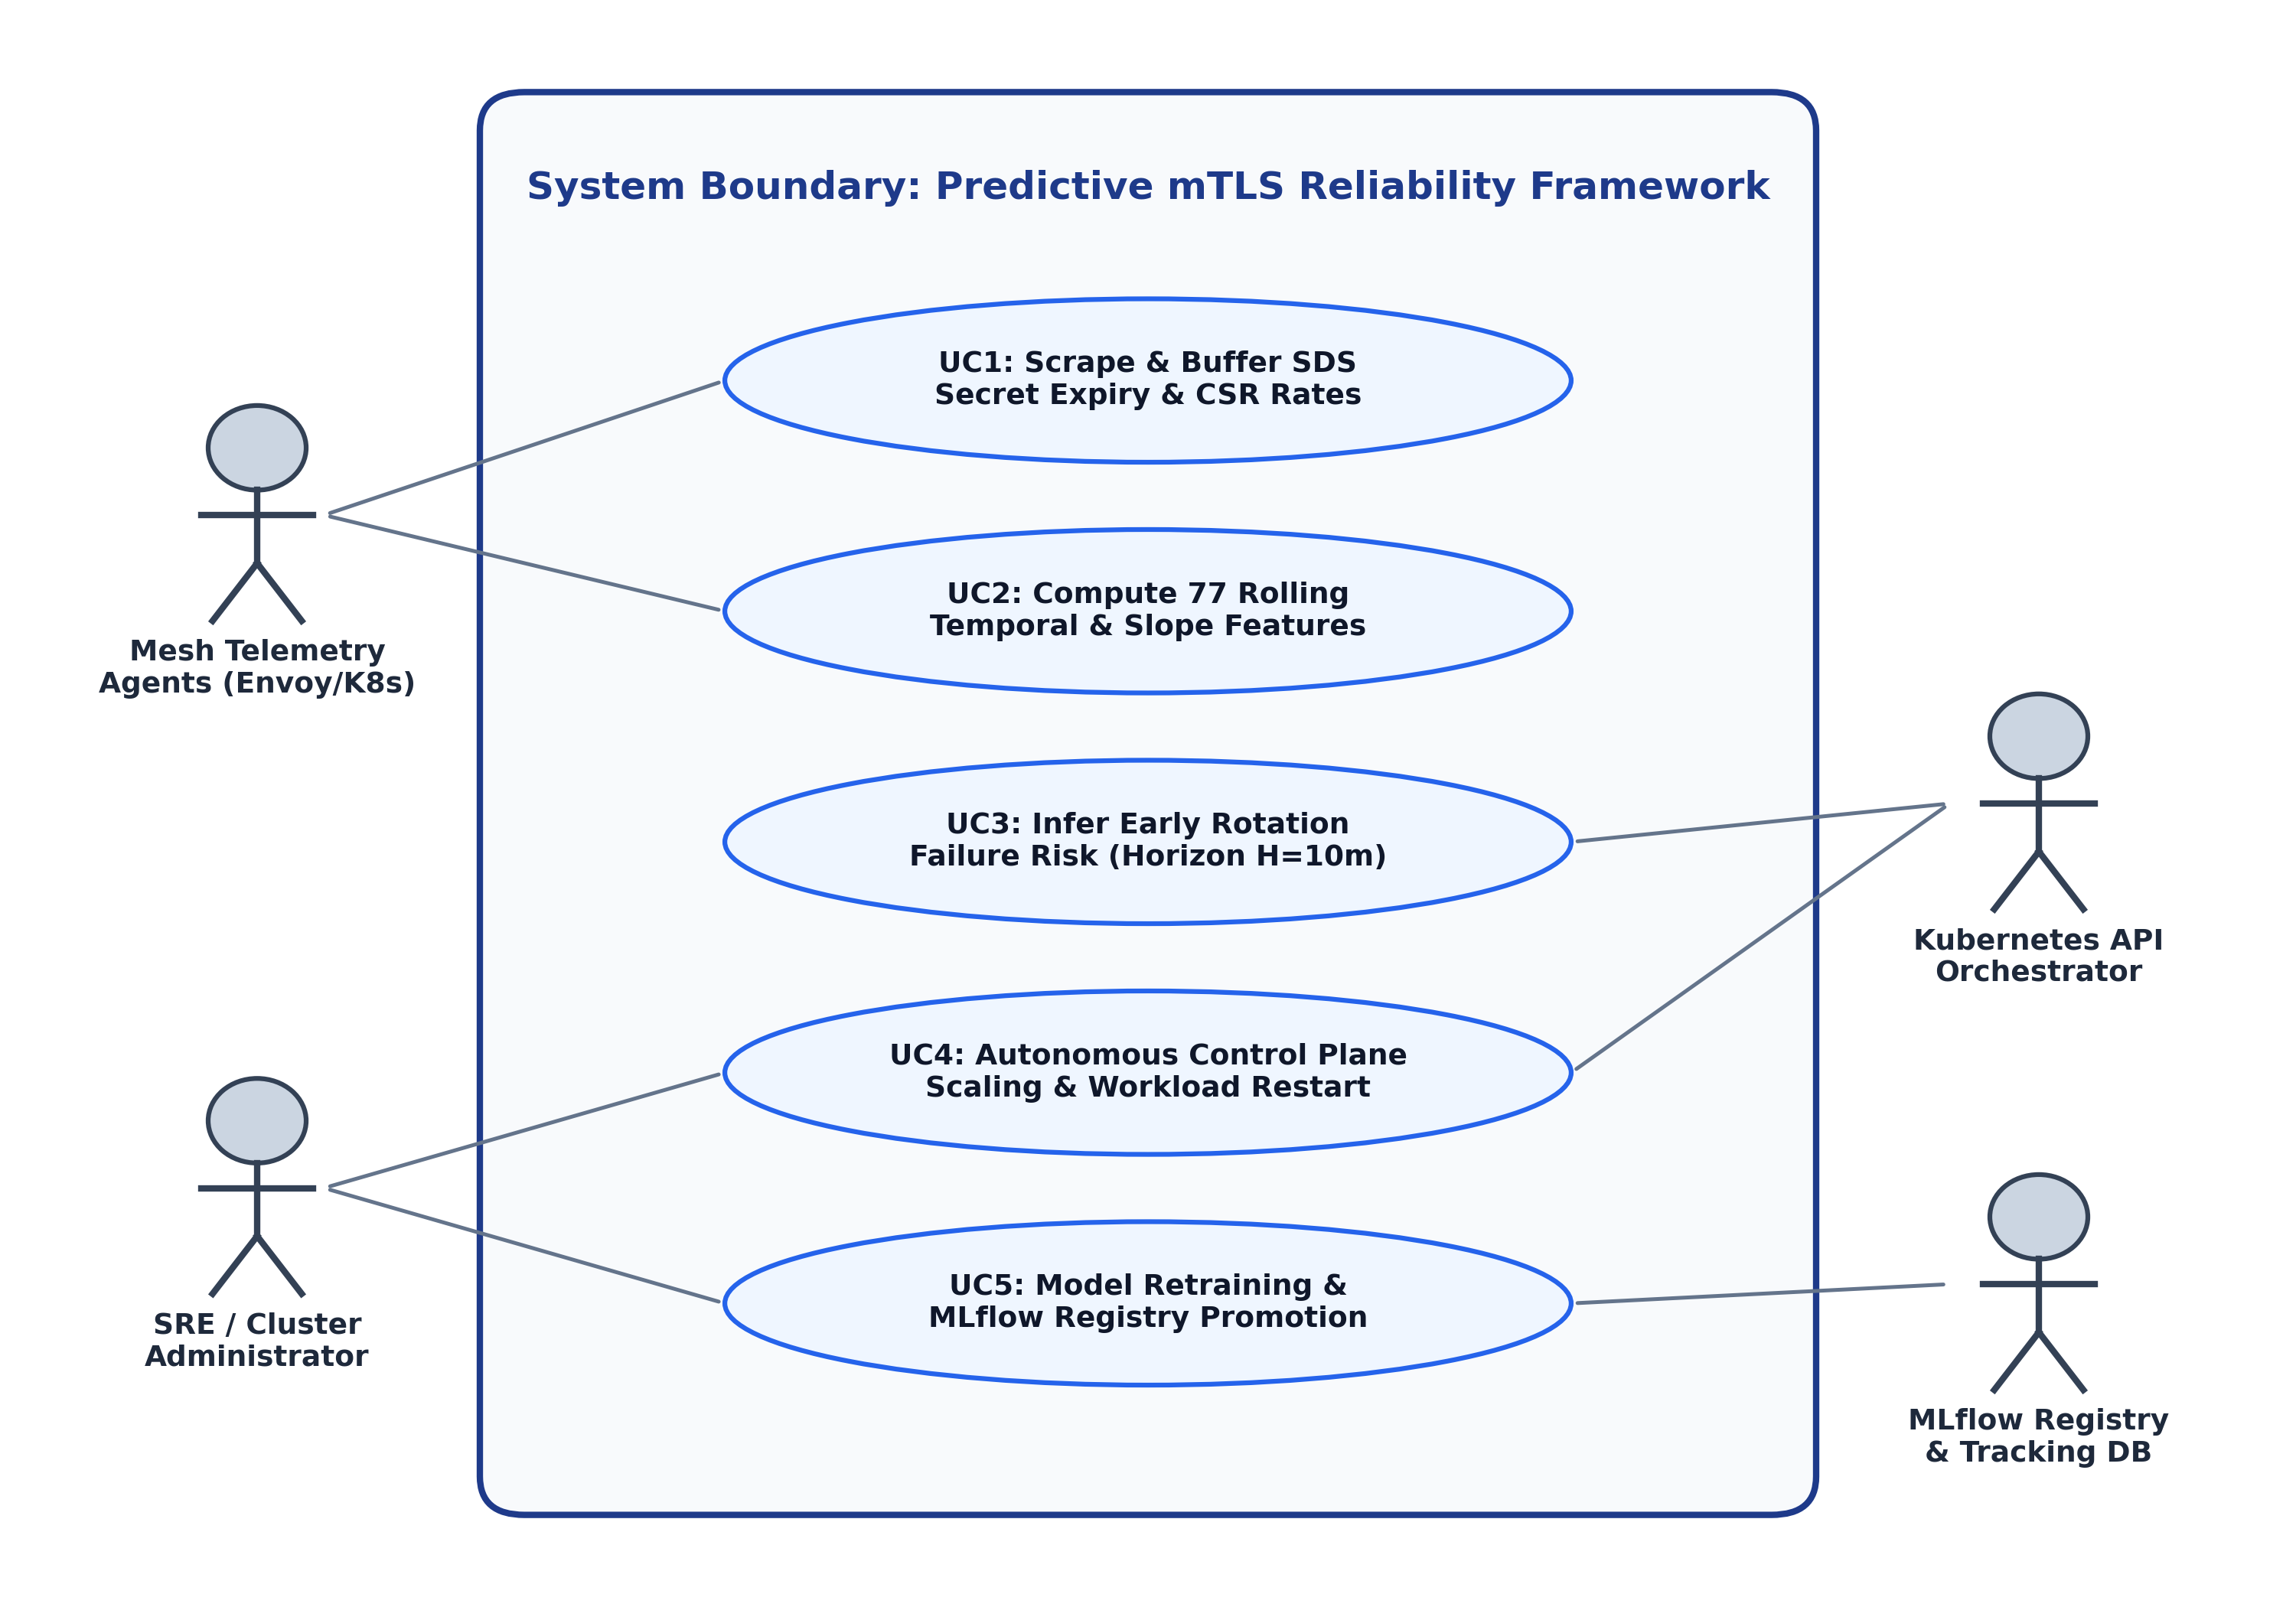 System Boundary: Predictive mTLS Reliability Framework
UC1: Scrape & Buffer SDS
Secret Expiry & CSR Rates
UC2: Compute 77 Rolling
Temporal & Slope Features
Mesh Telemetry
Agents (Envoy/K8s)
UC3: Infer Early Rotation
Failure Risk (Horizon H=10m)
Kubernetes API
Orchestrator
UC4: Autonomous Control Plane
Scaling & Workload Restart
UC5: Model Retraining &
MLflow Registry Promotion
SRE / Cluster
Administrator
MLflow Registry
& Tracking DB